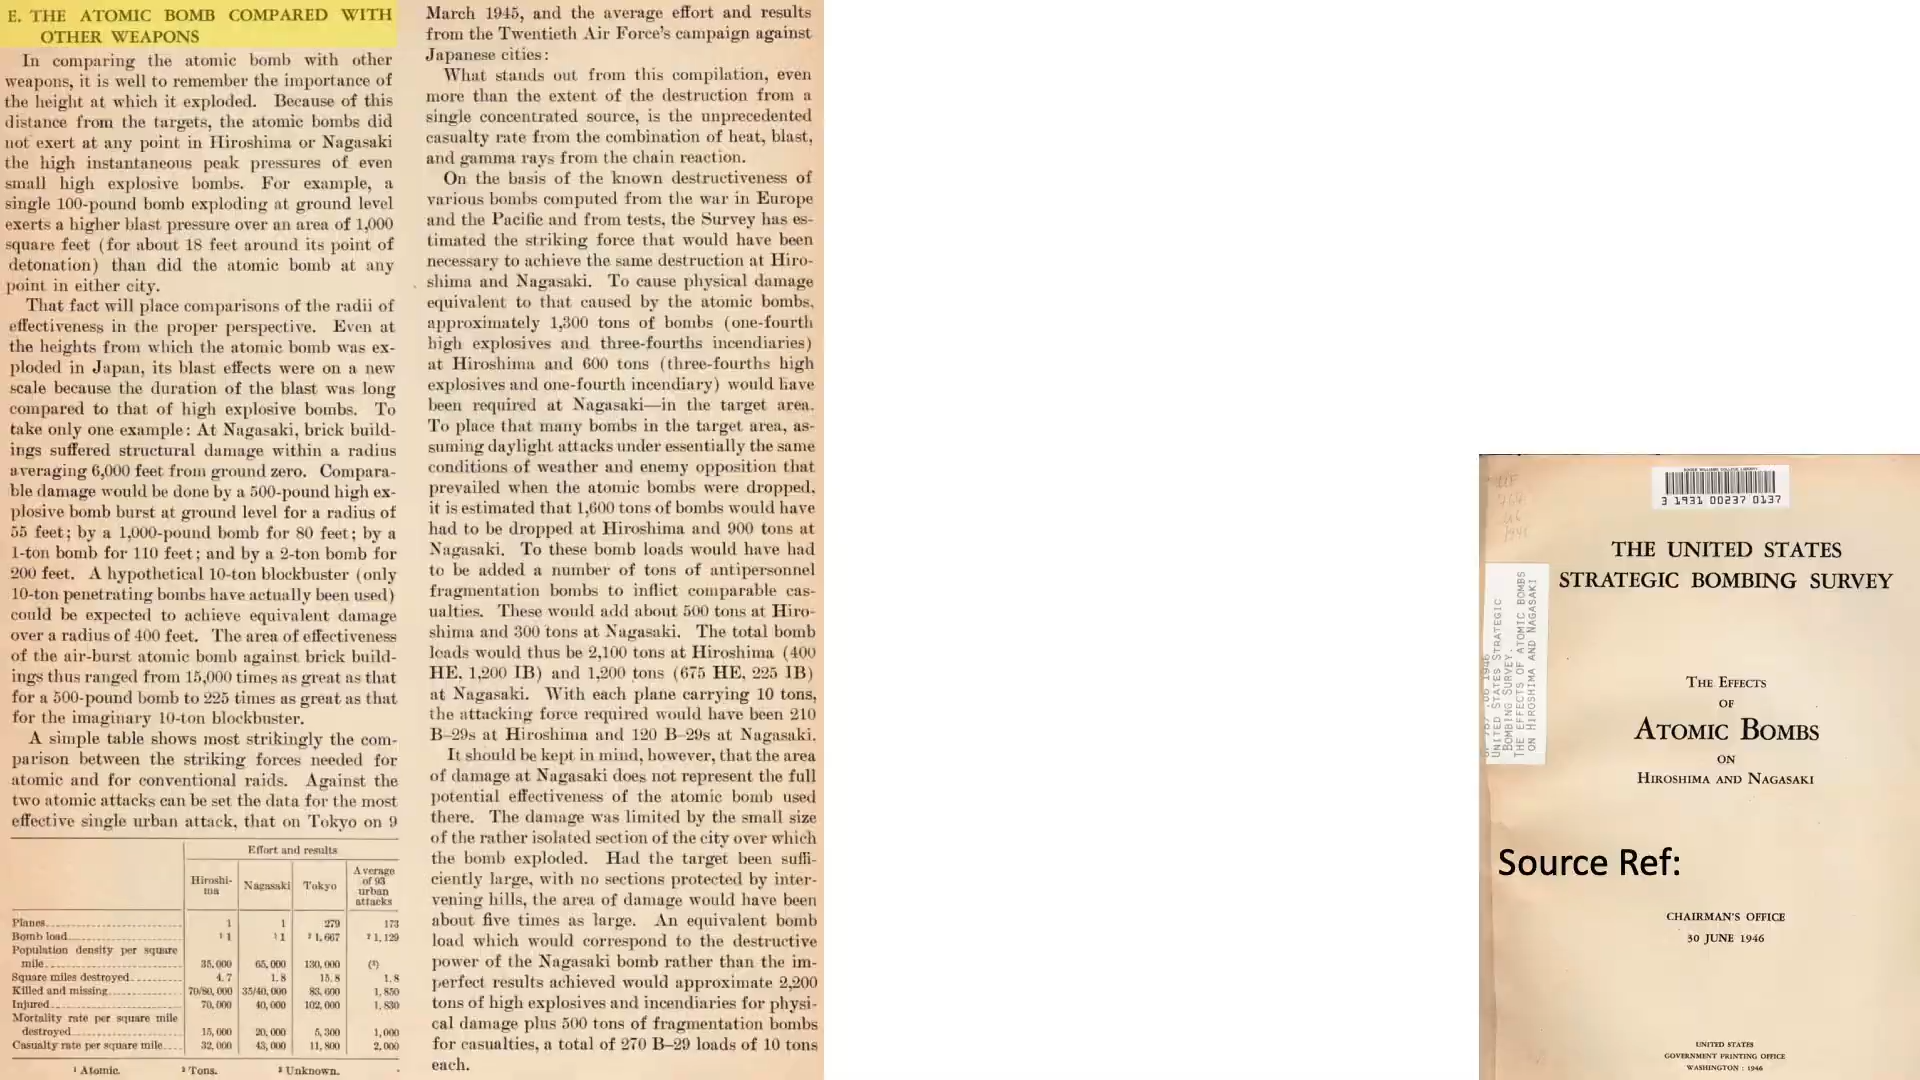 E. THE ATOMIC BOMB COMPARED WITH
OTHER WEAPONS
In comparing the atomic bomb with other
weapons, it is well to remember the importance of
the height at which it exploded. Because of this
distance from the targets, the atomic bombs did
not exert at any point in Hiroshima or Nagasaki
the high instantaneous peak pressures of even
small high explosive bombs. For example, a
single 100-pound bomb exploding at ground level
exerts a higher blast pressure over an area of 1,000
square feet (for about 18 feet around its point of
detonation) than did the atomic bomb at any
point in either city.
That fact will place comparisons of the radii of
effectiveness in the proper perspective. Even at
the heights from which the atomic bomb was ex-
ploded in Japan, its blast effects were on a new
scale because the duration of the blast was long
compared to that of high explosive bombs. To
take only one example: At Nagasaki, brick build-
ings suffered structural damage within a radius
averaging 6,000 feet from ground zero. Compara-
ble damage would be done by a 500-pound high ex-
plosive bomb burst at ground level for a radius of
55 feet; by a 1,000-pound bomb for 80 feet; by a
1-ton bomb for 110 feet; and by a 2-ton bomb for
200 feet. A hypothetical 10-ton blockbuster (only
10-ton penetrating bombs have actually been used)
could be expected to achieve equivalent damage
over a radius of 400 feet. The area of effectiveness
of the air-burst atomic bomb against brick build-
ings thus ranged from 15,000 times as great as that
for a 500-pound bomb to 225 times as great as that
for the imaginary 10-ton blockbuster.
A simple table shows most strikingly the com-
parison between the striking forces needed for
atomic and for conventional raids. Against the
two atomic attacks can be set the data for the most
effective single urban attack, that on Tokyo on 9
Effort and results
Hiroshi-
ma
Nagasaki
Tokyo
Average
of 93
urban
attacks
Planes 1 1 279 173
Bomb load ¹ 1 ¹ 1 ² 1,667 ² 1,129
Population density per square
mile 35,000 65,000 130,000 (³)
Square miles destroyed 4.7 1.8 15.8 1.8
Killed and missing 70/80,000 35/40,000 83,600 1,850
Injured 70,000 40,000 102,000 1,830
Mortality rate per square mile
destroyed 15,000 20,000 5,300 1,000
Casualty rate per square mile 32,000 43,000 11,800 2,000
¹ Atomic. ² Tons. ³ Unknown.
March 1945, and the average effort and results
from the Twentieth Air Force's campaign against
Japanese cities:
What stands out from this compilation, even
more than the extent of the destruction from a
single concentrated source, is the unprecedented
casualty rate from the combination of heat, blast,
and gamma rays from the chain reaction.
On the basis of the known destructiveness of
various bombs computed from the war in Europe
and the Pacific and from tests, the Survey has es-
timated the striking force that would have been
necessary to achieve the same destruction at Hiro-
shima and Nagasaki. To cause physical damage
equivalent to that caused by the atomic bombs,
approximately 1,300 tons of bombs (one-fourth
high explosives and three-fourths incendiaries)
at Hiroshima and 600 tons (three-fourths high
explosives and one-fourth incendiary) would have
been required at Nagasaki—in the target area.
To place that many bombs in the target area, as-
suming daylight attacks under essentially the same
conditions of weather and enemy opposition that
prevailed when the atomic bombs were dropped,
it is estimated that 1,600 tons of bombs would have
had to be dropped at Hiroshima and 900 tons at
Nagasaki. To these bomb loads would have had
to be added a number of tons of antipersonnel
fragmentation bombs to inflict comparable cas-
ualties. These would add about 500 tons at Hiro-
shima and 300 tons at Nagasaki. The total bomb
loads would thus be 2,100 tons at Hiroshima (400
HE, 1,200 IB) and 1,200 tons (675 HE, 225 IB)
at Nagasaki. With each plane carrying 10 tons,
the attacking force required would have been 210
B–29s at Hiroshima and 120 B–29s at Nagasaki.
It should be kept in mind, however, that the area
of damage at Nagasaki does not represent the full
potential effectiveness of the atomic bomb used
there. The damage was limited by the small size
of the rather isolated section of the city over which
the bomb exploded. Had the target been suffi-
ciently large, with no sections protected by inter-
vening hills, the area of damage would have been
about five times as large. An equivalent bomb
load which would correspond to the destructive
power of the Nagasaki bomb rather than the im-
perfect results achieved would approximate 2,200
tons of high explosives and incendiaries for physi-
cal damage plus 500 tons of fragmentation bombs
for casualties, a total of 270 B–29 loads of 10 tons
each.
3 1931 00237 0137
UNITED STATES STRATEGIC
BOMBING SURVEY.
THE EFFECTS OF ATOMIC BOMBS
ON HIROSHIMA AND NAGASAKI
THE UNITED STATES
STRATEGIC BOMBING SURVEY
THE EFFECTS
OF
ATOMIC BOMBS
ON
HIROSHIMA AND NAGASAKI
Source Ref:
CHAIRMAN'S OFFICE
30 JUNE 1946
UNITED STATES
GOVERNMENT PRINTING OFFICE
WASHINGTON : 1946